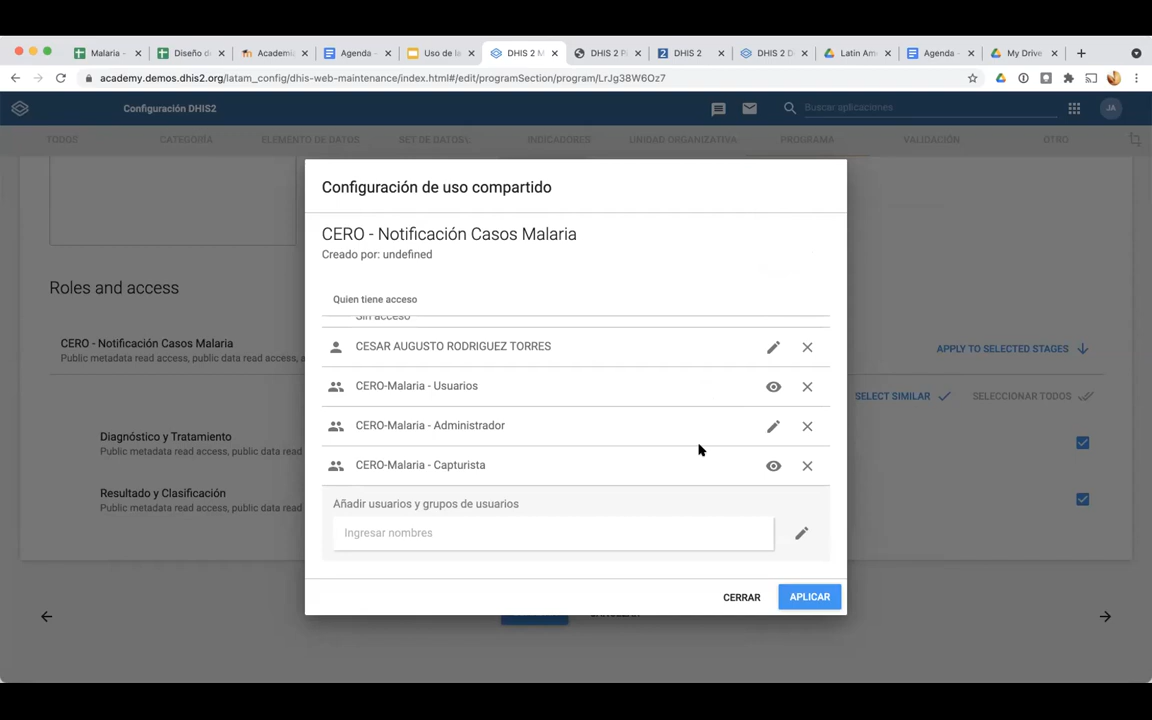 Malaria -
Diseño d
Academi
Agenda -
Uso de la
DHIS 2 M
DHIS 2 P
DHIS 2
DHIS 2 D
Latin Am
Agenda -
My Drive
academy.demos.dhis2.org/latam_config/dhis-web-maintenance/index.html#/edit/programSection/program/LrJg38W6Oz7
Configuración DHIS2
Buscar aplicaciones
JA
TODOS
CATEGORÍA
ELEMENTO DE DATOS
SET DE DATOS\
INDICADORES
UNIDAD ORGANIZATIVA
PROGRAMA
VALIDACIÓN
OTRO
Configuración de uso compartido
CERO - Notificación Casos Malaria
Creado por: undefined
Quien tiene acceso
Sin acceso
CESAR AUGUSTO RODRIGUEZ TORRES
CERO-Malaria - Usuarios
CERO-Malaria - Administrador
CERO-Malaria - Capturista
Añadir usuarios y grupos de usuarios
Ingresar nombres
CERRAR
APLICAR
Roles and access
CERO - Notificación Casos Malaria
Public metadata read access, public data read access,
APPLY TO SELECTED STAGES
SELECT SIMILAR
SELECCIONAR TODOS
Diagnóstico y Tratamiento
Public metadata read access, public data read
Resultado y Clasificación
Public metadata read access, public data read